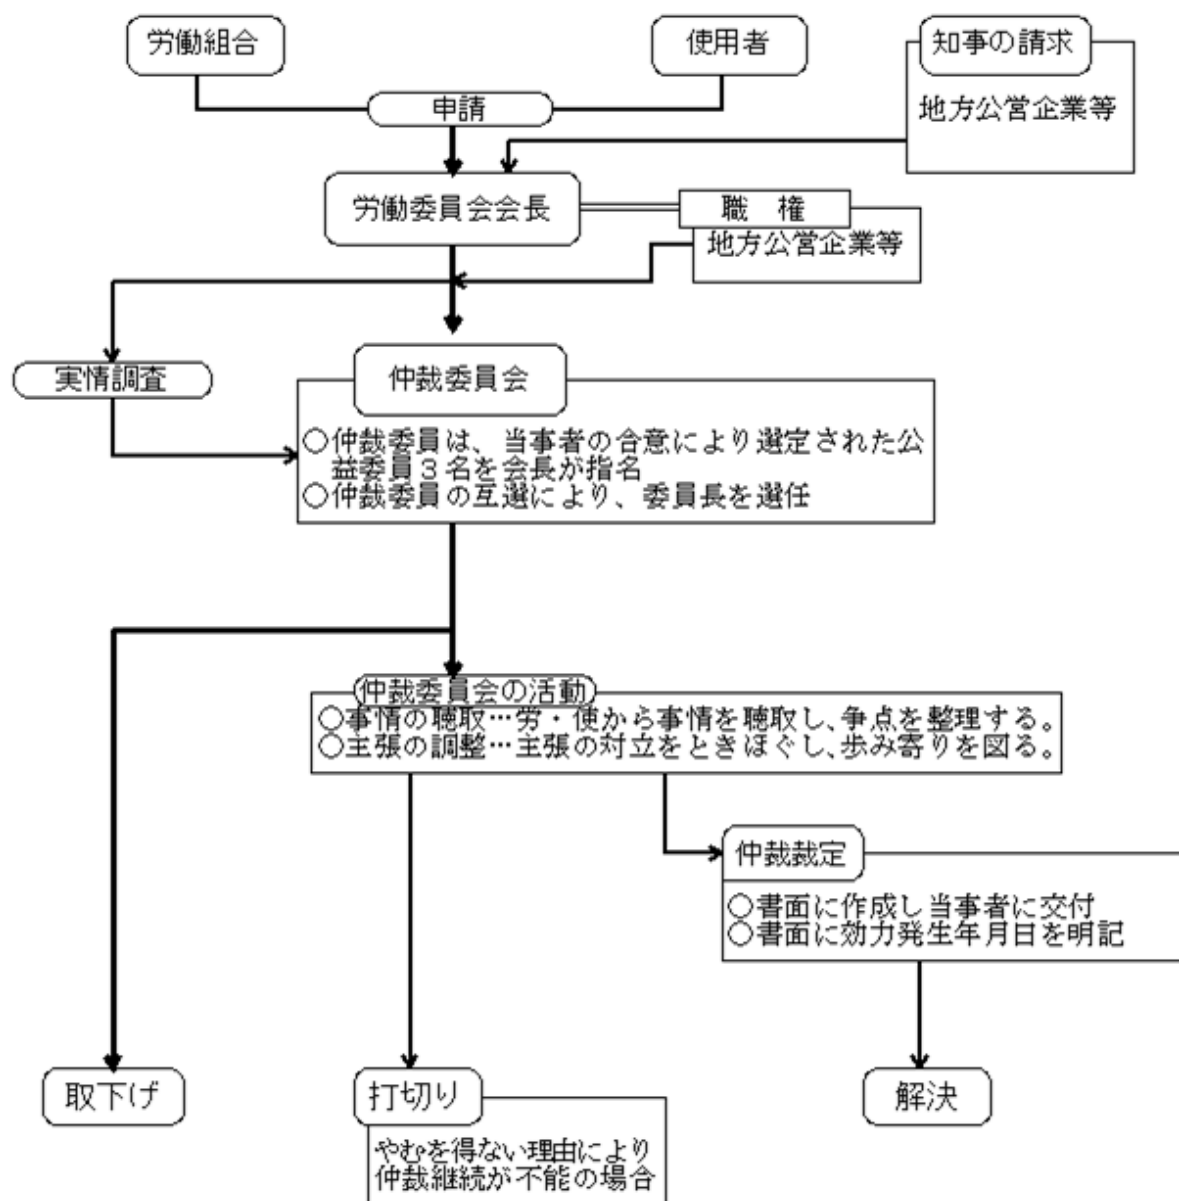 労働組合
使用者
知事の請求
申請
地方公営企業等
労働委員会会長
職　権
地方公営企業等
実情調査
仲裁委員会
○仲裁委員は、当事者の合意により選定された公
益委員３名を会長が指名
○仲裁委員の互選により、委員長を選任
仲裁委員会の活動
○事情の聴取…労・使から事情を聴取し、争点を整理する。
○主張の調整…主張の対立をときほぐし、歩み寄りを図る。
仲裁裁定
○書面に作成し当事者に交付
○書面に効力発生年月日を明記
取下げ
打切り
解決
やむを得ない理由により
仲裁継続が不能の場合